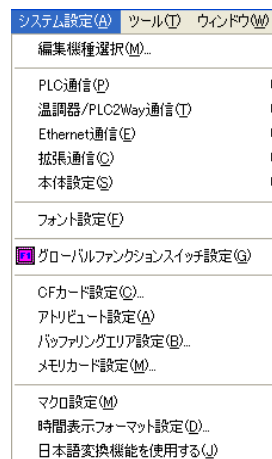 システム設定(A) ツール(T) ウィンドウ(W)
編集機種選択(M)...
PLC通信(P)
温調器/PLC2Way通信(T)
Ethernet通信(E)
拡張通信(O)
本体設定(S)
フォント設定(F)
F1 グローバルファンクションスイッチ設定(G)
CFカード設定(C)...
アトリビュート設定(A)
バッファリングエリア設定(B)...
メモリカード設定(M)...
マクロ設定(M)
時間表示フォーマット設定(D)...
日本語変換機能を使用する(J)